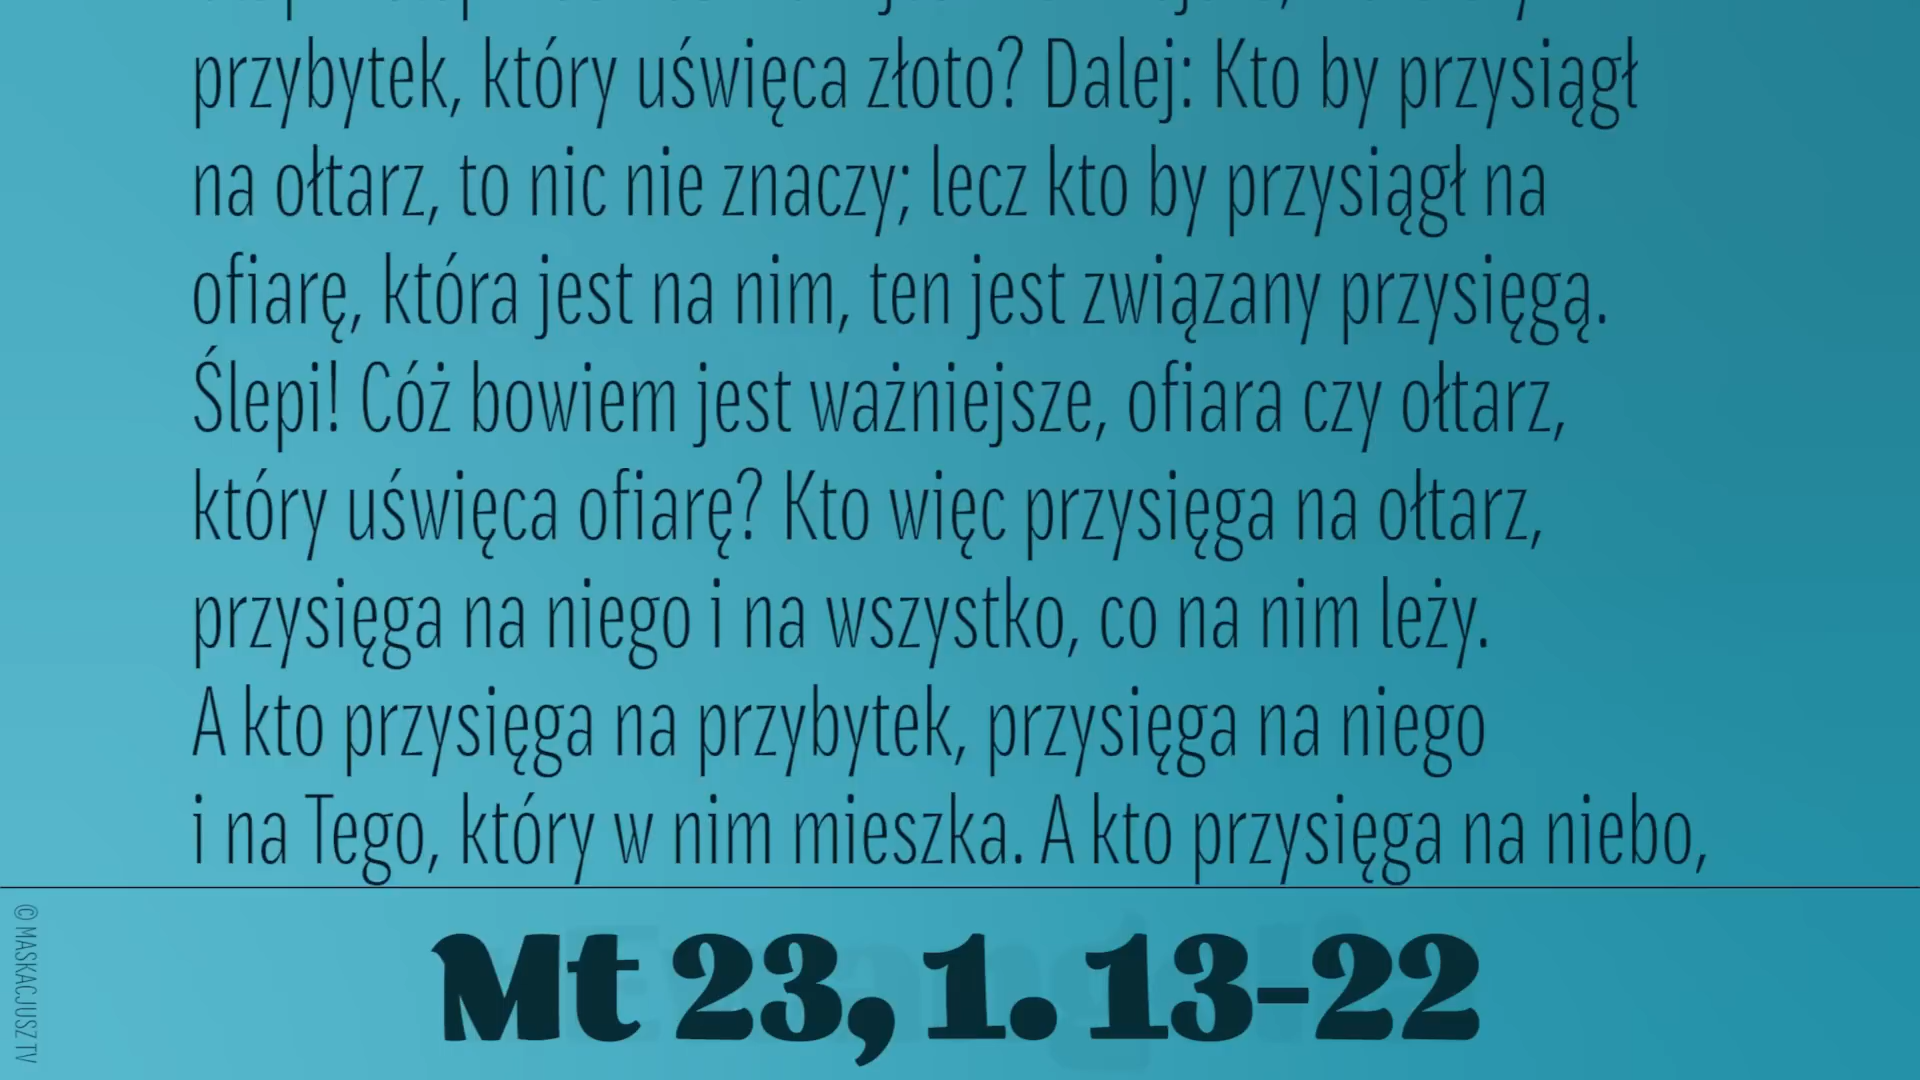 przybytek, który uświęca złoto? Dalej: Kto by przysiągł
na ołtarz, to nic nie znaczy; lecz kto by przysiągł na
ofiarę, która jest na nim, ten jest związany przysięgą.
Ślepi! Cóż bowiem jest ważniejsze, ofiara czy ołtarz,
który uświęca ofiarę? Kto więc przysięga na ołtarz,
przysięga na niego i na wszystko, co na nim leży.
A kto przysięga na przybytek, przysięga na niego
i na Tego, który w nim mieszka. A kto przysięga na niebo,
Mt 23, 1. 13-22
© MASKACJUSZ TV